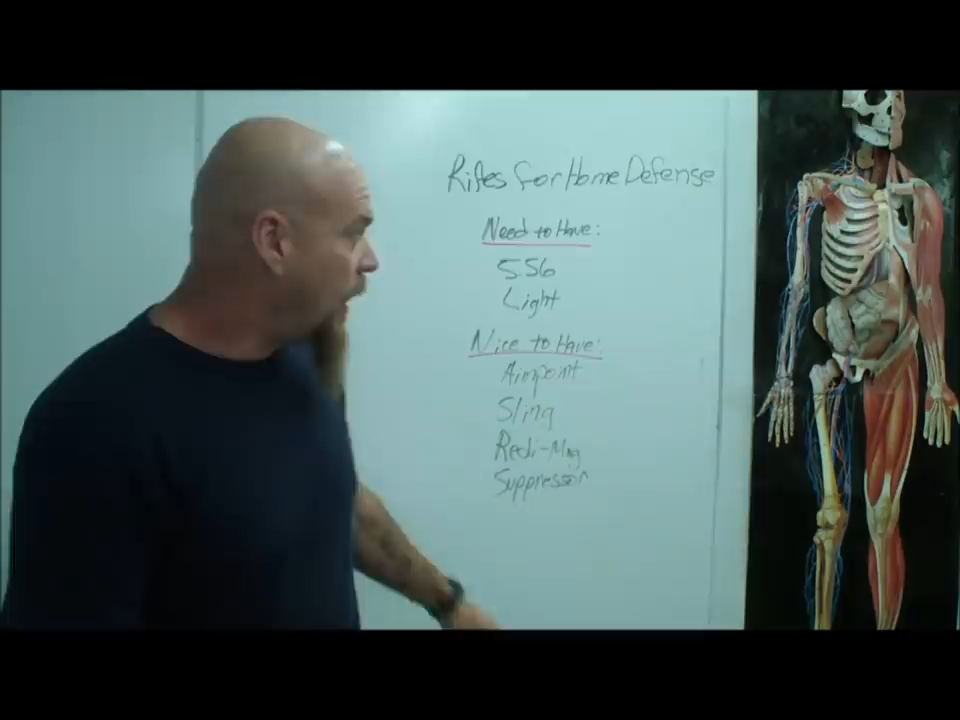 Rifles for Home Defense
Need to Have:
5.56
Light
Nice to Have:
Aimpoint
Sling
Redi-Mag
Suppressor